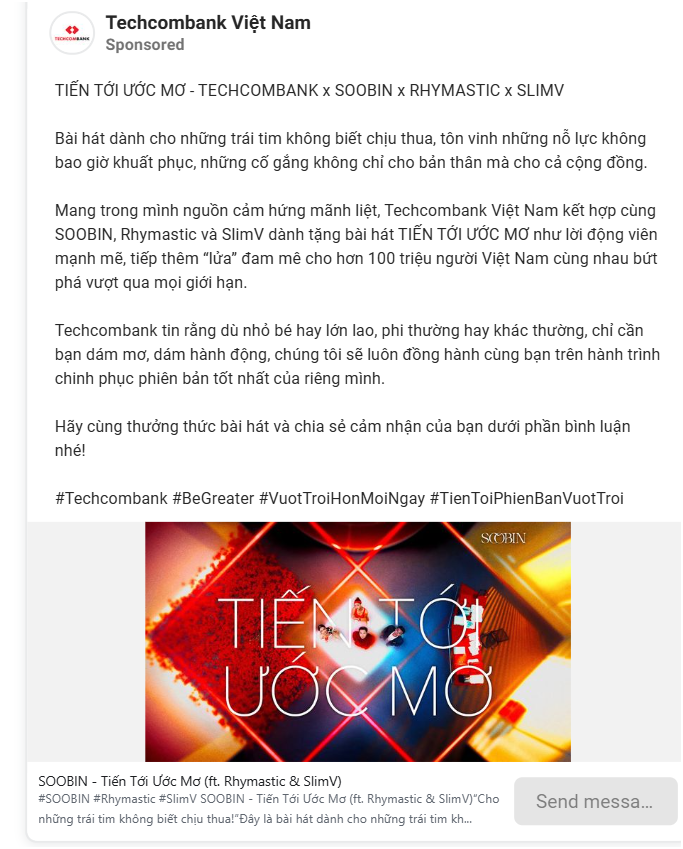 Techcombank Việt Nam
Sponsored
TECHCOMBANK
TIẾN TỚI ƯỚC MƠ - TECHCOMBANK x SOOBIN x RHYMASTIC x SLIMV
Bài hát dành cho những trái tim không biết chịu thua, tôn vinh những nỗ lực không
bao giờ khuất phục, những cố gắng không chỉ cho bản thân mà cho cả cộng đồng.
Mang trong mình nguồn cảm hứng mãnh liệt, Techcombank Việt Nam kết hợp cùng
SOOBIN, Rhymastic và SlimV dành tặng bài hát TIẾN TỚI ƯỚC MƠ như lời động viên
mạnh mẽ, tiếp thêm “lửa” đam mê cho hơn 100 triệu người Việt Nam cùng nhau bứt
phá vượt qua mọi giới hạn.
Techcombank tin rằng dù nhỏ bé hay lớn lao, phi thường hay khác thường, chỉ cần
bạn dám mơ, dám hành động, chúng tôi sẽ luôn đồng hành cùng bạn trên hành trình
chinh phục phiên bản tốt nhất của riêng mình.
Hãy cùng thưởng thức bài hát và chia sẻ cảm nhận của bạn dưới phần bình luận
nhé!
#Techcombank #BeGreater #VuotTroiHonMoiNgay #TienToiPhienBanVuotTroi
SOOBIN
TIẾN TỚI
ƯỚC MƠ
SOOBIN - Tiến Tới Ước Mơ (ft. Rhymastic & SlimV)
#SOOBIN #Rhymastic #SlimV SOOBIN - Tiến Tới Ước Mơ (ft. Rhymastic & SlimV)“Cho
những trái tim không biết chịu thua!”Đây là bài hát dành cho những trái tim kh...
Send messa...